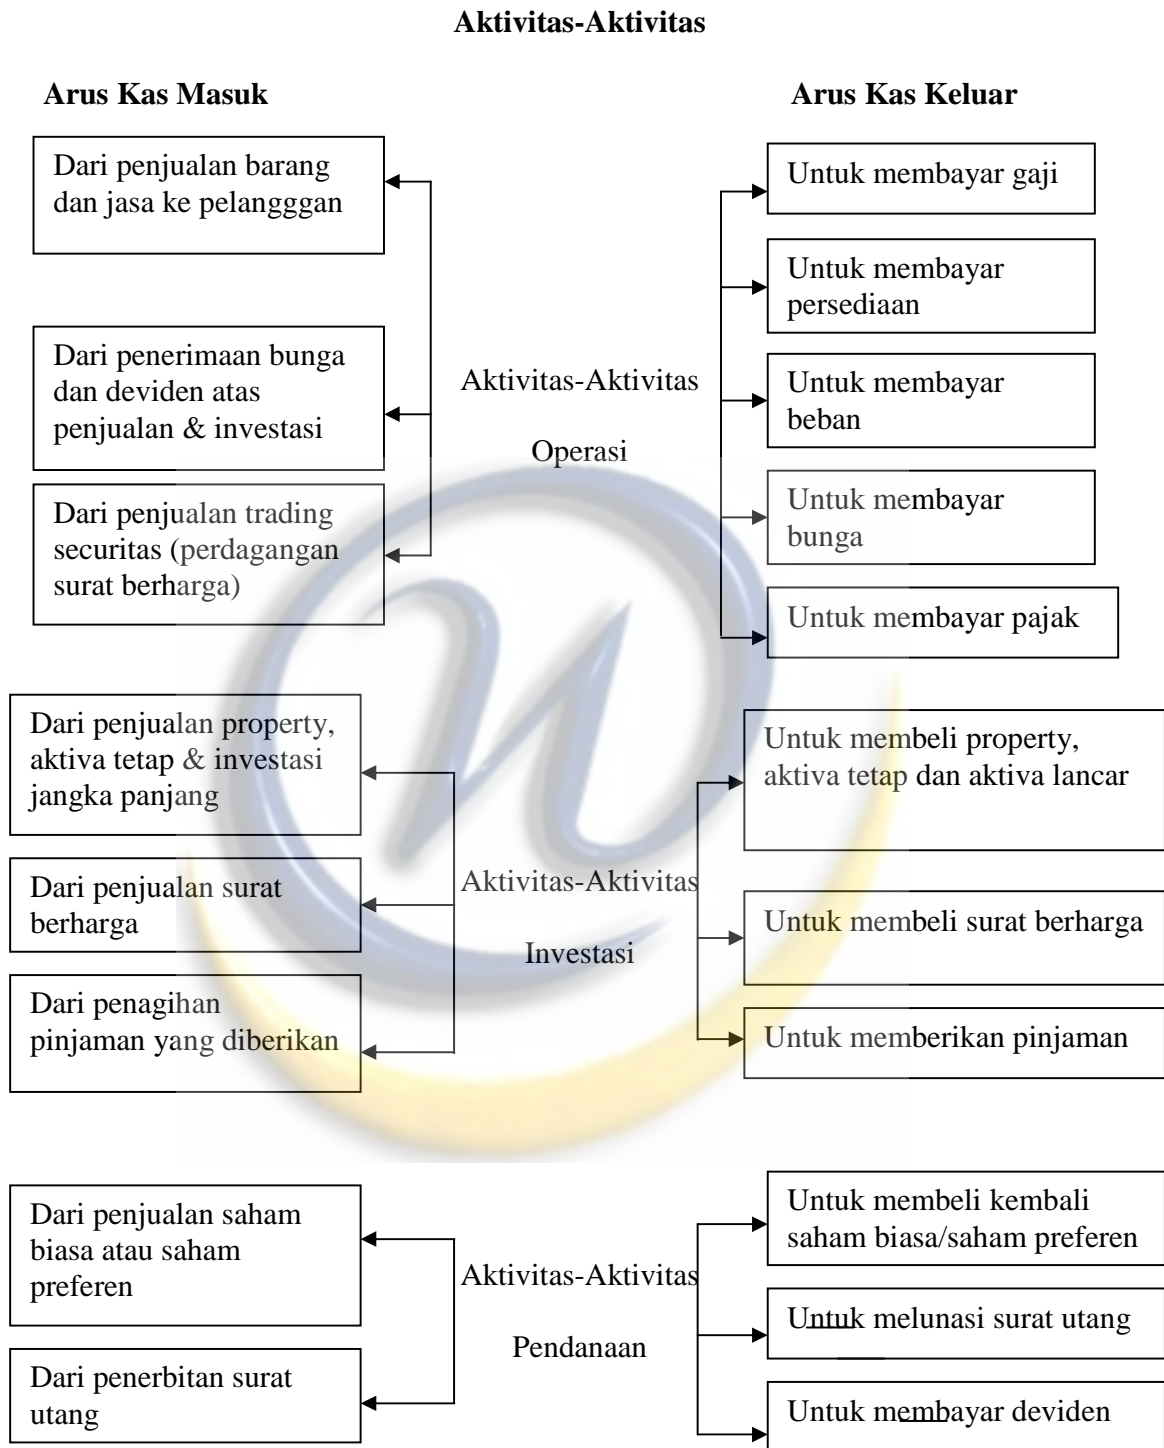 Aktivitas-Aktivitas
Arus Kas Masuk
Arus Kas Keluar
Dari penjualan barang
dan jasa ke pelangggan
Dari penerimaan bunga
dan deviden atas
penjualan & investasi
Dari penjualan trading
securitas (perdagangan
surat berharga)
Aktivitas-Aktivitas
Operasi
Untuk membayar gaji
Untuk membayar
persediaan
Untuk membayar
beban
Untuk membayar
bunga
Untuk membayar pajak
Dari penjualan property,
aktiva tetap & investasi
jangka panjang
Dari penjualan surat
berharga
Dari penagihan
pinjaman yang diberikan
Aktivitas-Aktivitas
Investasi
Untuk membeli property,
aktiva tetap dan aktiva lancar
Untuk membeli surat berharga
Untuk memberikan pinjaman
Dari penjualan saham
biasa atau saham
preferen
Dari penerbitan surat
utang
Aktivitas-Aktivitas
Pendanaan
Untuk membeli kembali
saham biasa/saham preferen
Untuk melunasi surat utang
Untuk membayar deviden